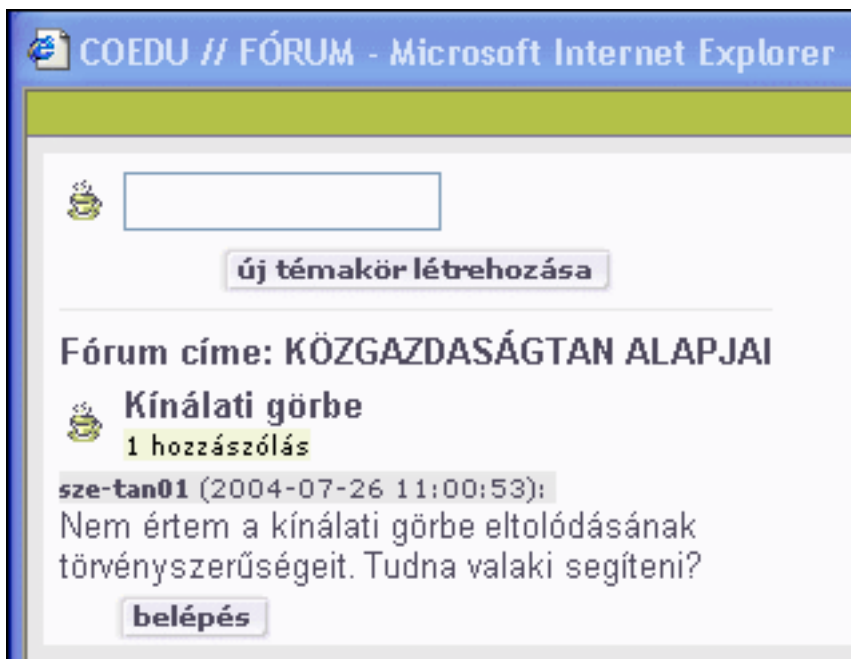 COEDU // FÓRUM - Microsoft Internet Explorer
új témakör létrehozása
Fórum címe: KÖZGAZDASÁGTAN ALAPJAI
Kínálati görbe
1 hozzászólás
sze-tan01 (2004-07-26 11:00:53):
Nem értem a kínálati görbe eltolódásának
törvényszerűségeit. Tudna valaki segíteni?
belépés